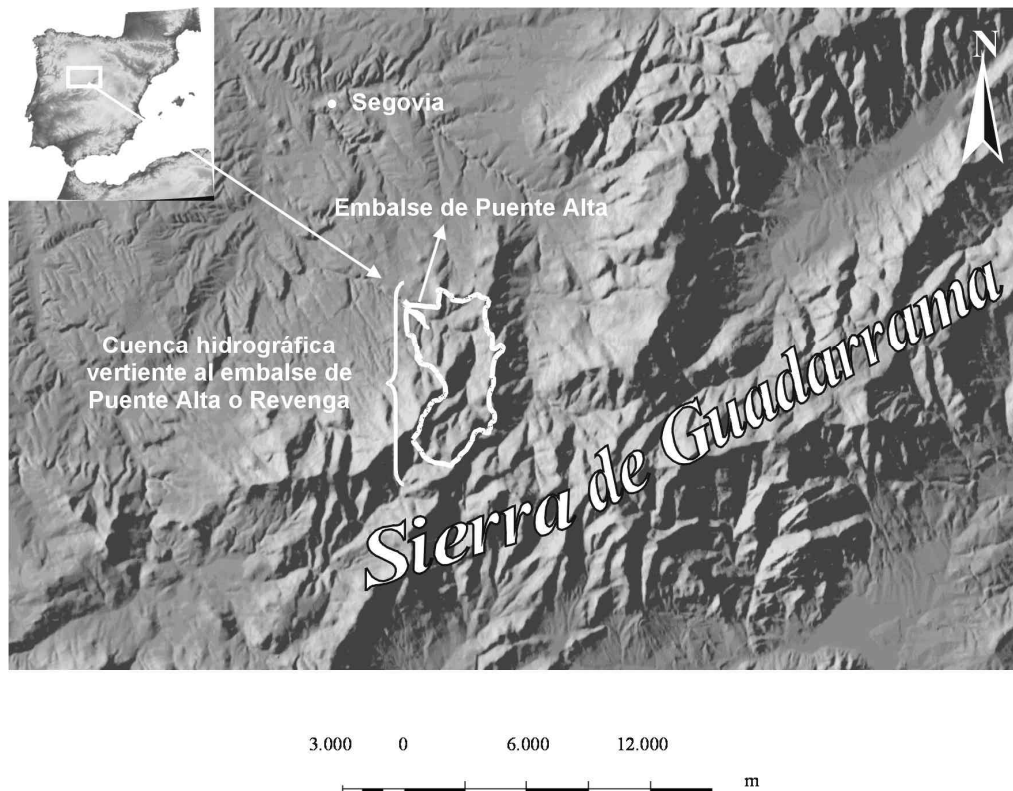 N
Segovia
Embalse de Puente Alta
Cuenca hidrográfica
vertiente al embalse de
Puente Alta o Revenga
Sierra de Guadarrama
3.000 0 6.000 12.000
m